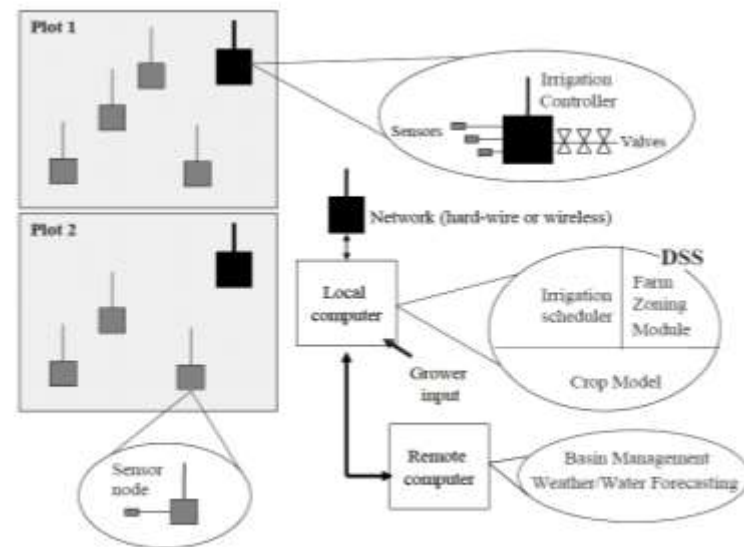 Plot 1
Irrigation
Controller
Sensors
Valves
Network (hard-wire or wireless)
Plot 2
DSS
Local
computer
Irrigation
scheduler
Farm
Zoning
Module
Grower
input
Crop Model
Sensor
node
Remote
computer
Basin Management
Weather/Water Forecasting